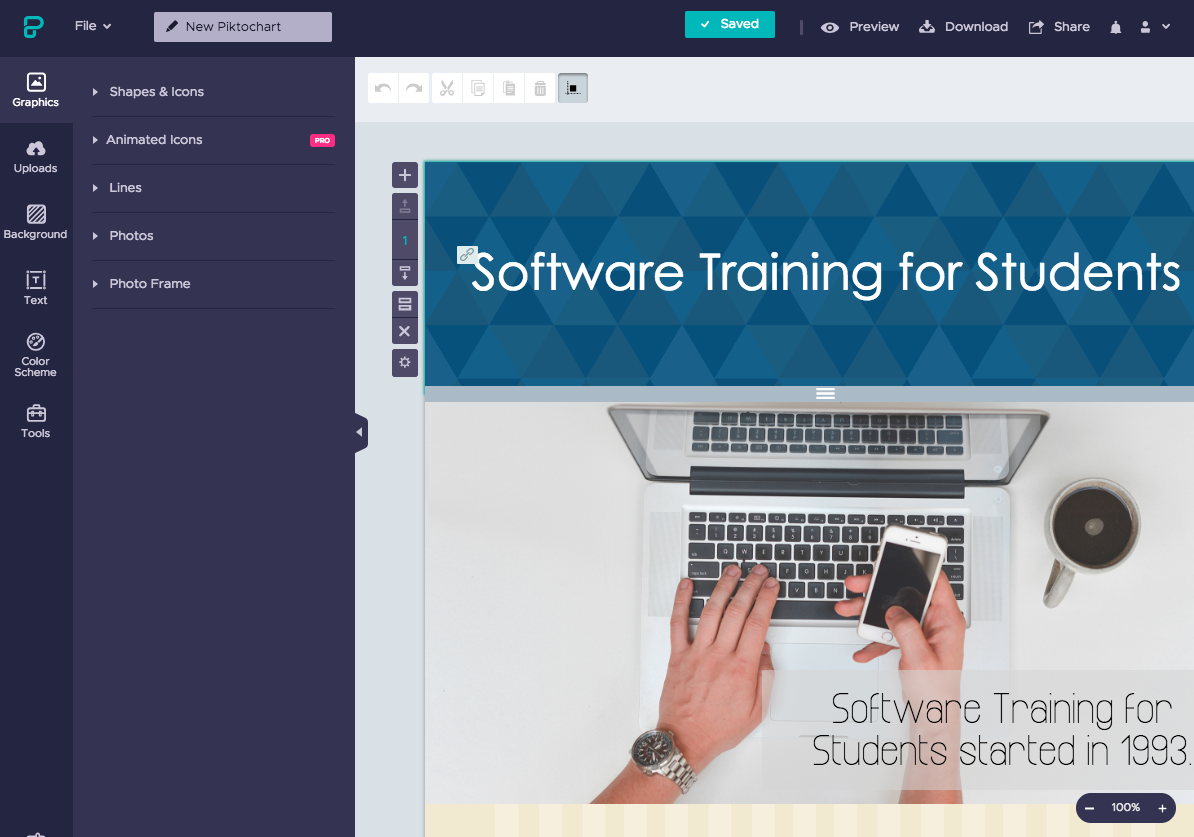 File
New Piktochart
Saved
Preview
Download
Share
Graphics
Uploads
Background
Text
Color
Scheme
Tools
Shapes & Icons
Animated Icons
PRO
Lines
Photos
Photo Frame
1
Software Training for Students
Software Training for
Students started in 1993.
100%